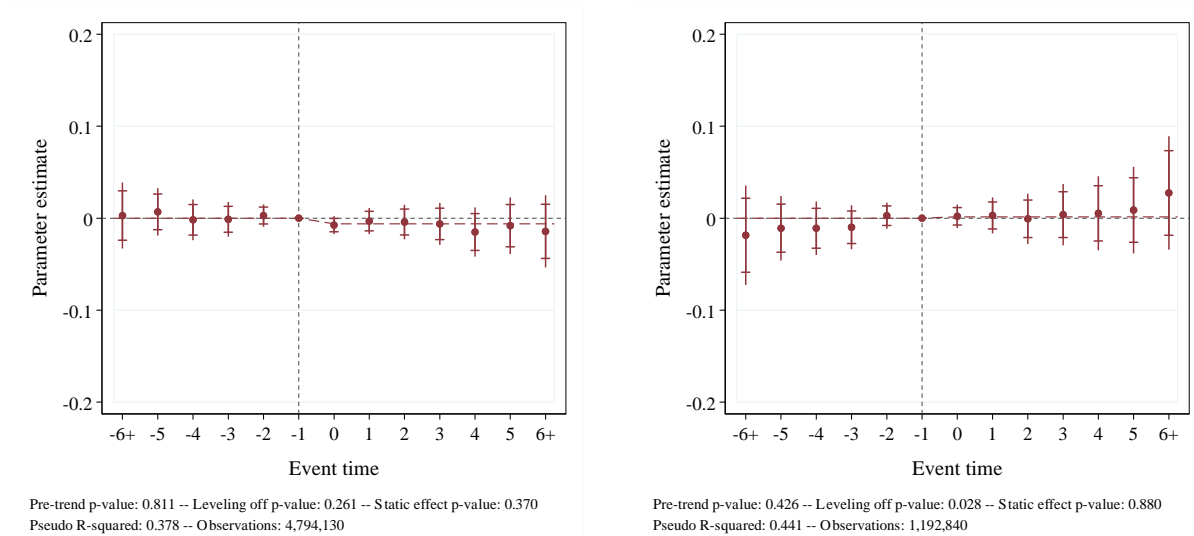 0.2
0.1
0
-0.1
-0.2
Parameter estimate
-6+ -5 -4 -3 -2 -1 0 1 2 3 4 5 6+
Event time
Pre-trend p-value: 0.811 -- Leveling off p-value: 0.261 -- Static effect p-value: 0.370
Pseudo R-squared: 0.378 -- Observations: 4,794,130
0.2
0.1
0
-0.1
-0.2
Parameter estimate
-6+ -5 -4 -3 -2 -1 0 1 2 3 4 5 6+
Event time
Pre-trend p-value: 0.426 -- Leveling off p-value: 0.028 -- Static effect p-value: 0.880
Pseudo R-squared: 0.441 -- Observations: 1,192,840